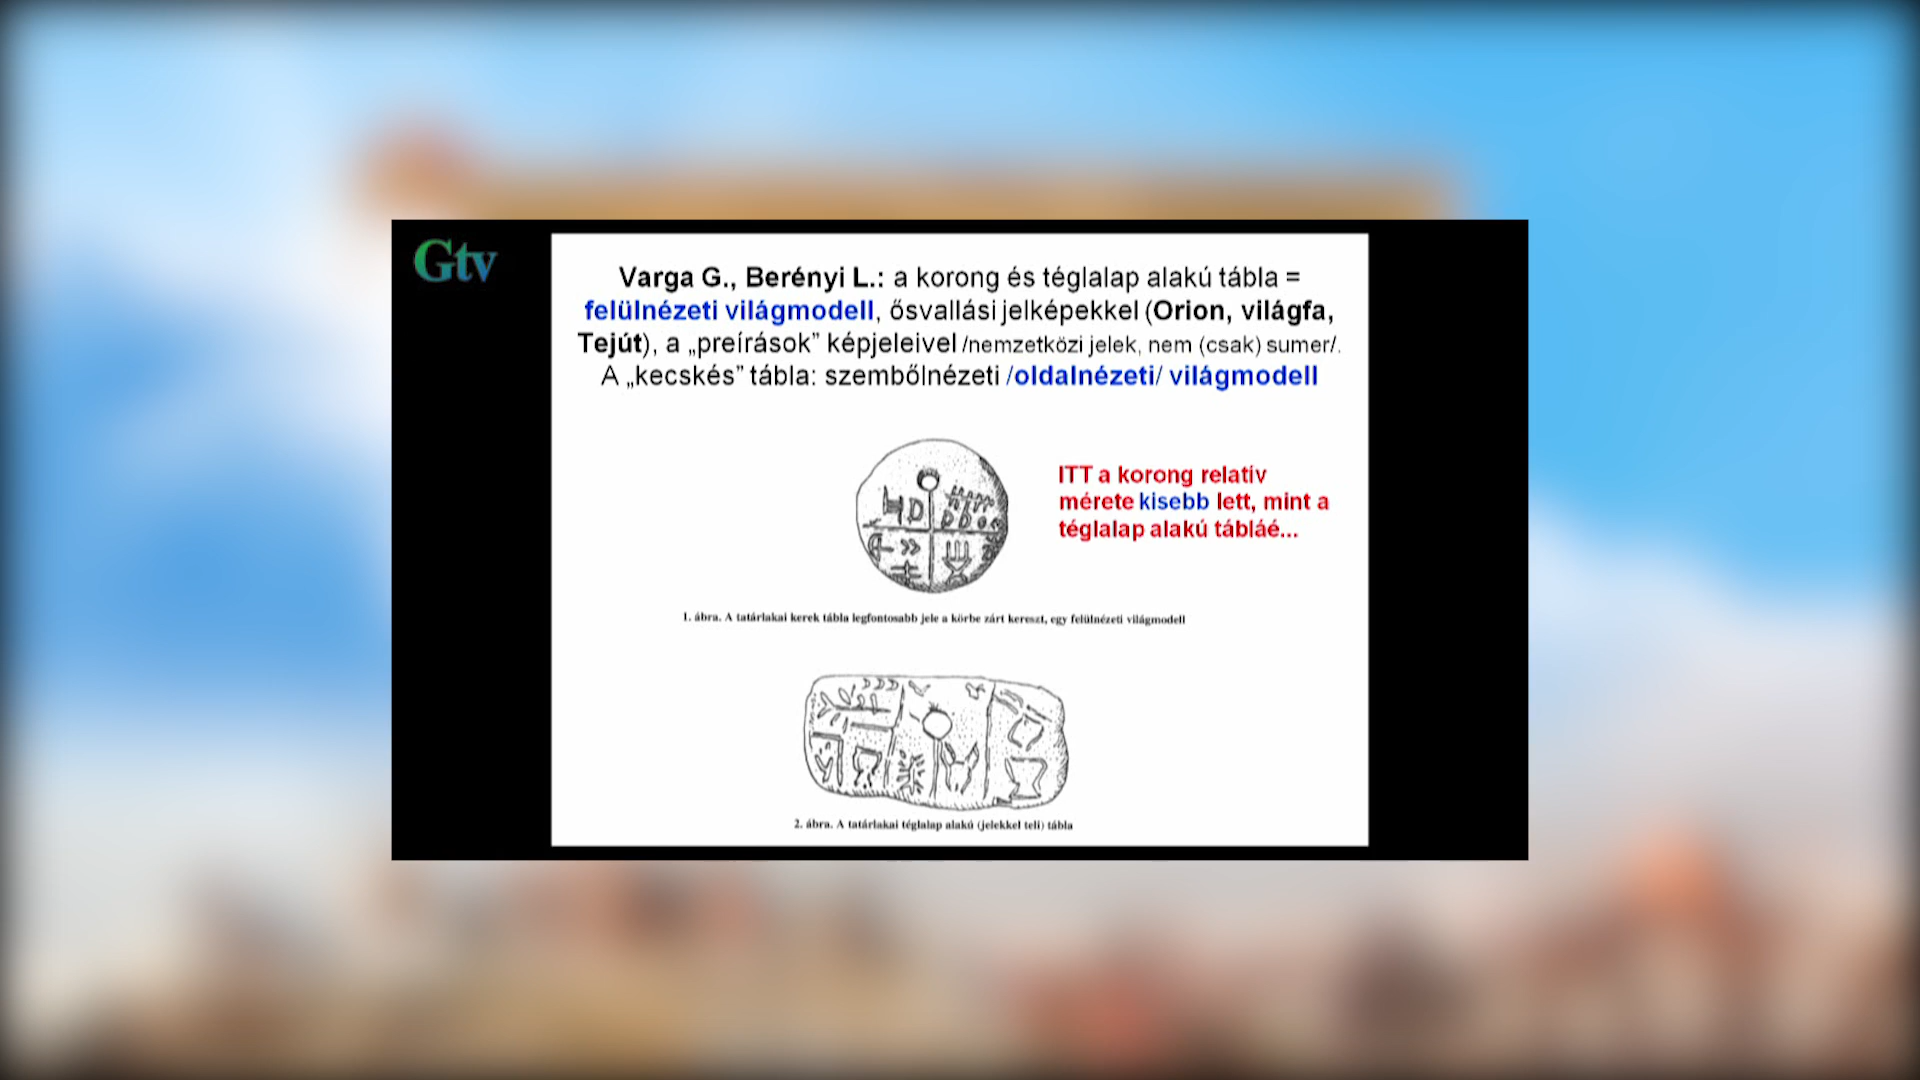 Gtv
Varga G., Berényi L.: a korong és téglalap alakú tábla =
felülnézeti világmodell, ősvallási jelképekkel (Orion, világfa,
Tejút), a „preírások” képjeleivel /nemzetközi jelek, nem (csak) sumer/.
A „kecskés” tábla: szemből­nézeti /oldalnézeti/ világmodell
ITT a korong relatív
mérete kisebb lett, mint a
téglalap alakú tábláé...
1. ábra. A tatárlakai kerek tábla legfontosabb jele a körbe zárt kereszt, egy felülnézeti világmodell
2. ábra. A tatárlakai téglalap alakú (jelekkel teli) tábla